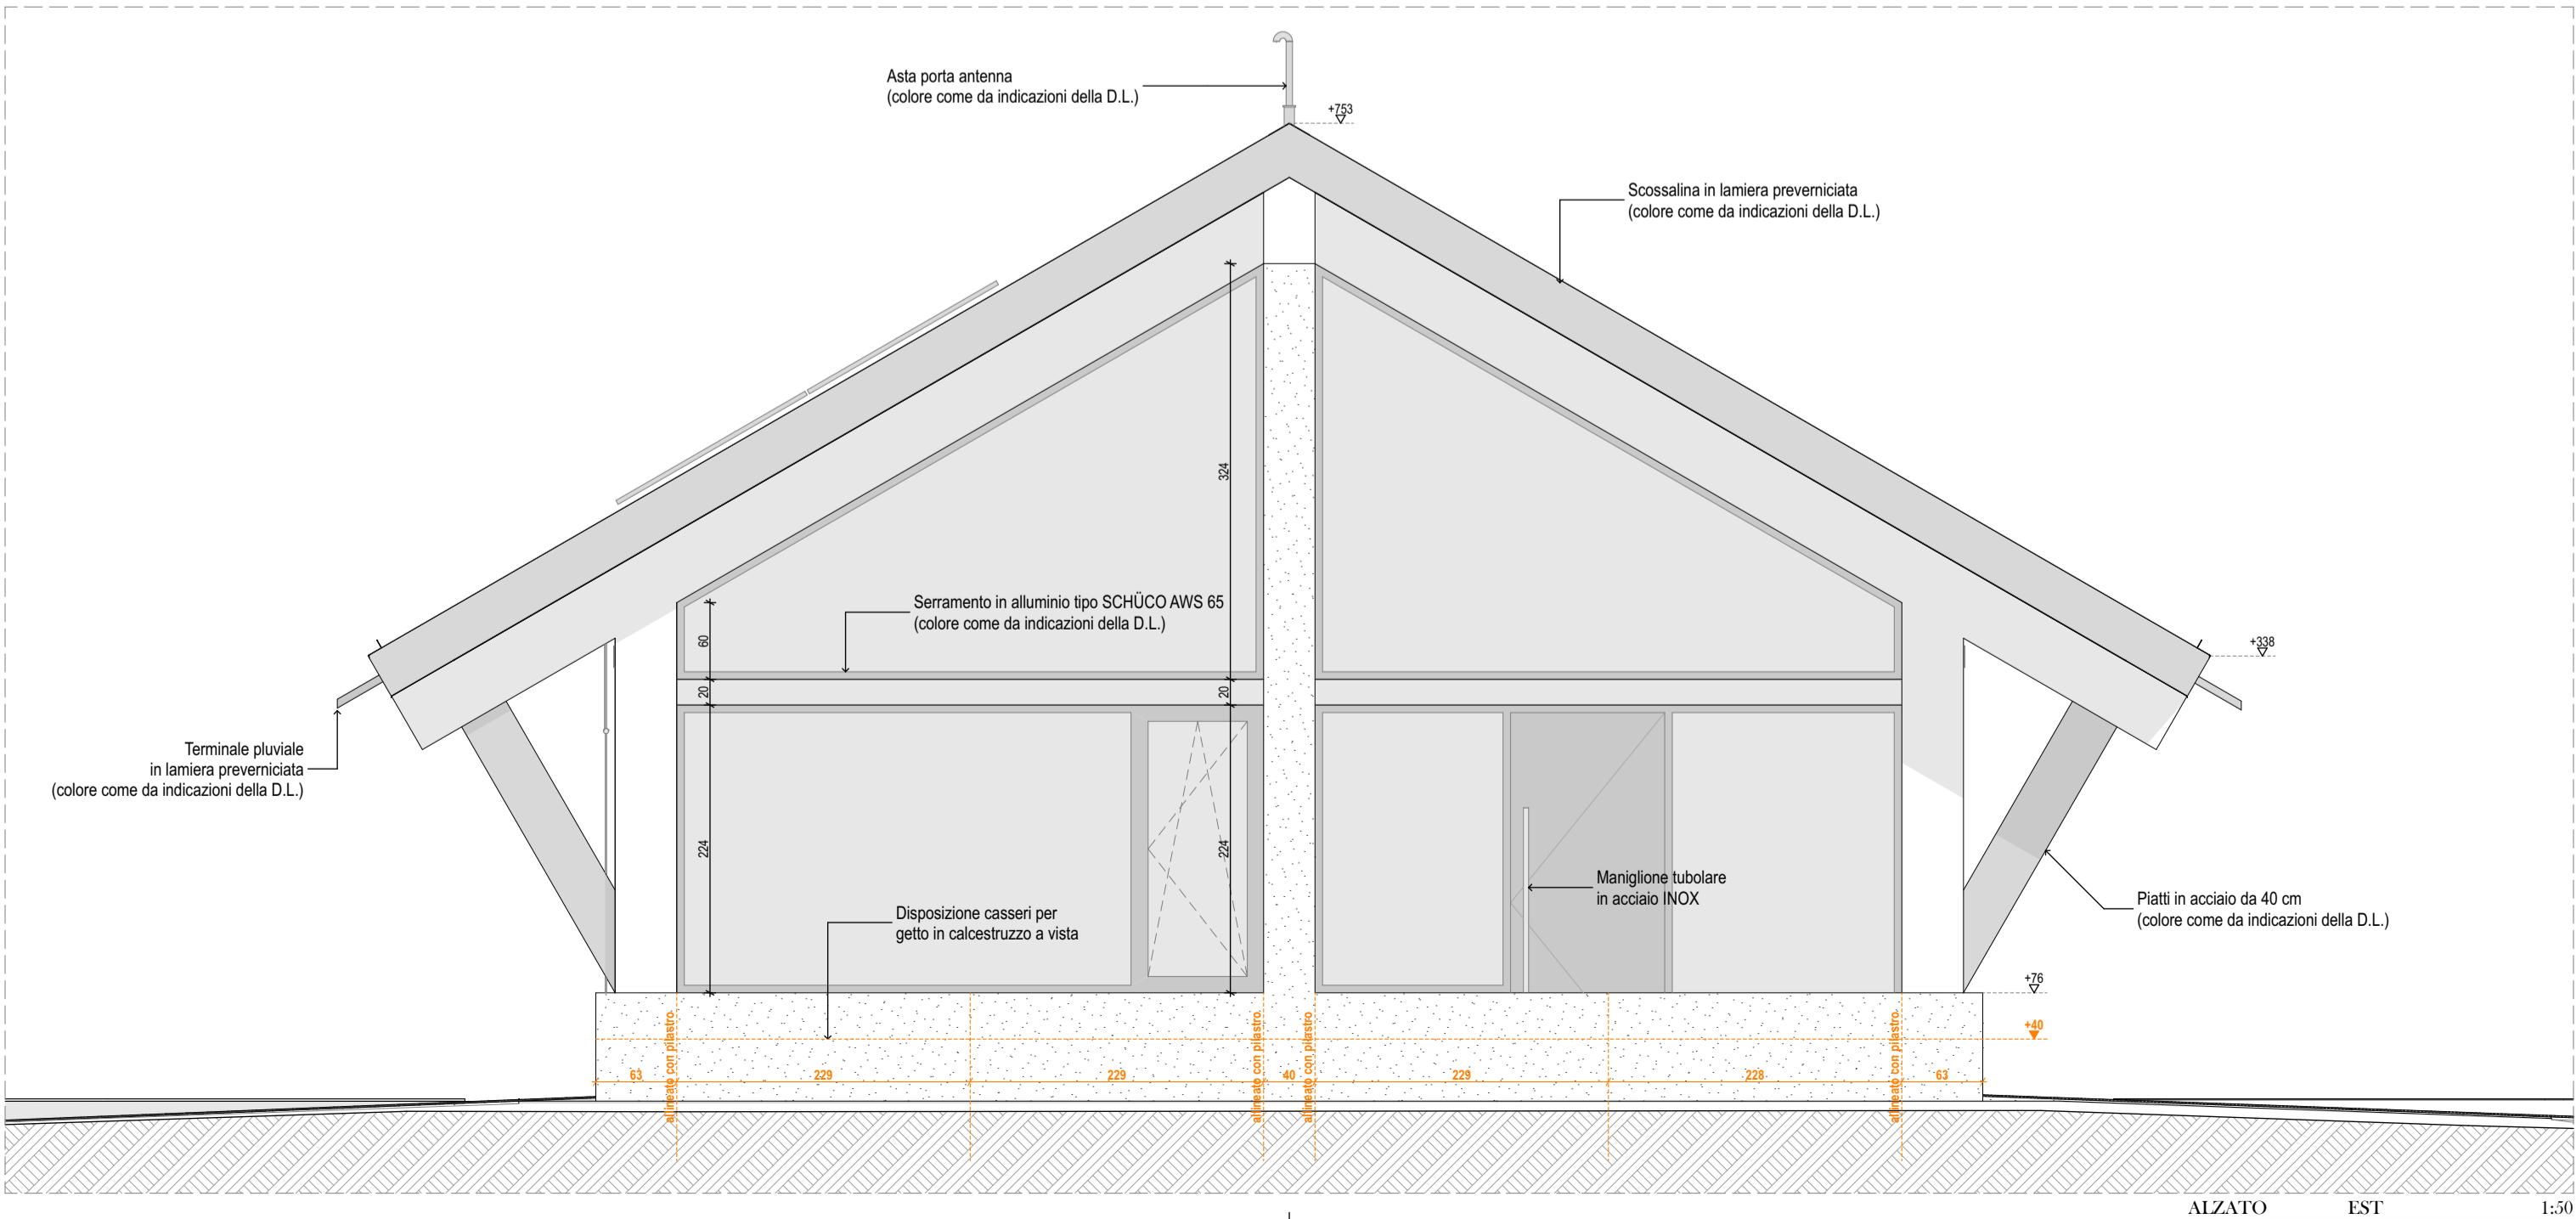 Asta porta antenna
(colore come da indicazioni della D.L.)
+753
Scossalina in lamiera preverniciata
(colore come da indicazioni della D.L.)
324
Serramento in alluminio tipo SCHÜCO AWS 65
(colore come da indicazioni della D.L.)
60
+338
20
20
Terminale pluviale
in lamiera preverniciata
(colore come da indicazioni della D.L.)
224
224
Maniglione tubolare
in acciaio INOX
Piatti in acciaio da 40 cm
(colore come da indicazioni della D.L.)
Disposizione casseri per
getto in calcestruzzo a vista
+76
+40
allineato con pilastro
allineato con pilastro
allineato con pilastro
allineato con pilastro
63
229
229
40
229
228
63
ALZATO EST 1:50